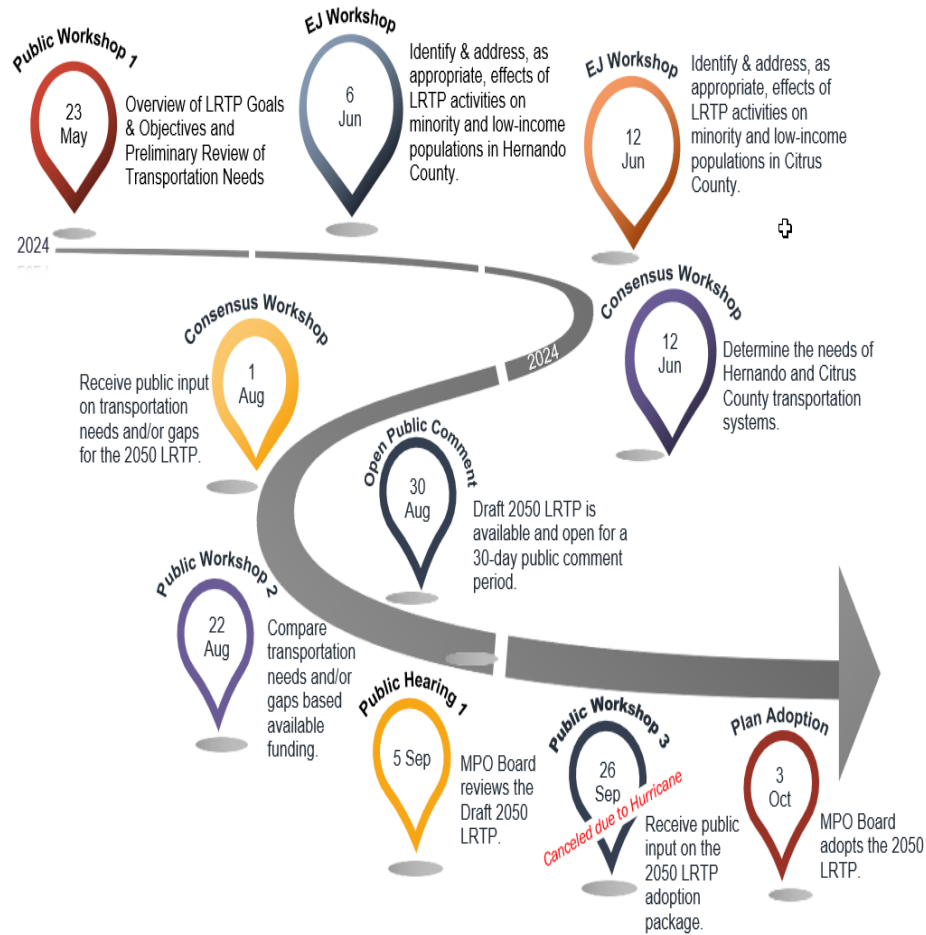 Public Workshop 1
23
May
Overview of LRTP Goals
& Objectives and
Preliminary Review of
Transportation Needs
EJ Workshop
6
Jun
Identify & address, as
appropriate, effects of
LRTP activities on
minority and low-income
populations in Hernando
County.
EJ Workshop
12
Jun
Identify & address, as
appropriate, effects of
LRTP activities on
minority and low-income
populations in Citrus
County.
2024
Consensus Workshop
12
Jun
Determine the needs of
Hernando and Citrus
County transportation
systems.
2024
Consensus Workshop
1
Aug
Receive public input
on transportation
needs and/or gaps
for the 2050 LRTP.
Open Public Comment
30
Aug
Draft 2050 LRTP is
available and open for a
30-day public comment
period.
Public Workshop 2
22
Aug
Compare
transportation
needs and/or
gaps based
available
funding.
Public Hearing 1
5 Sep
MPO Board
reviews the
Draft 2050
LRTP.
Public Workshop 3
26
Sep
Canceled due to Hurricane
Receive public
input on the
2050 LRTP
adoption
package.
Plan Adoption
3
Oct
MPO Board
adopts the 2050
LRTP.